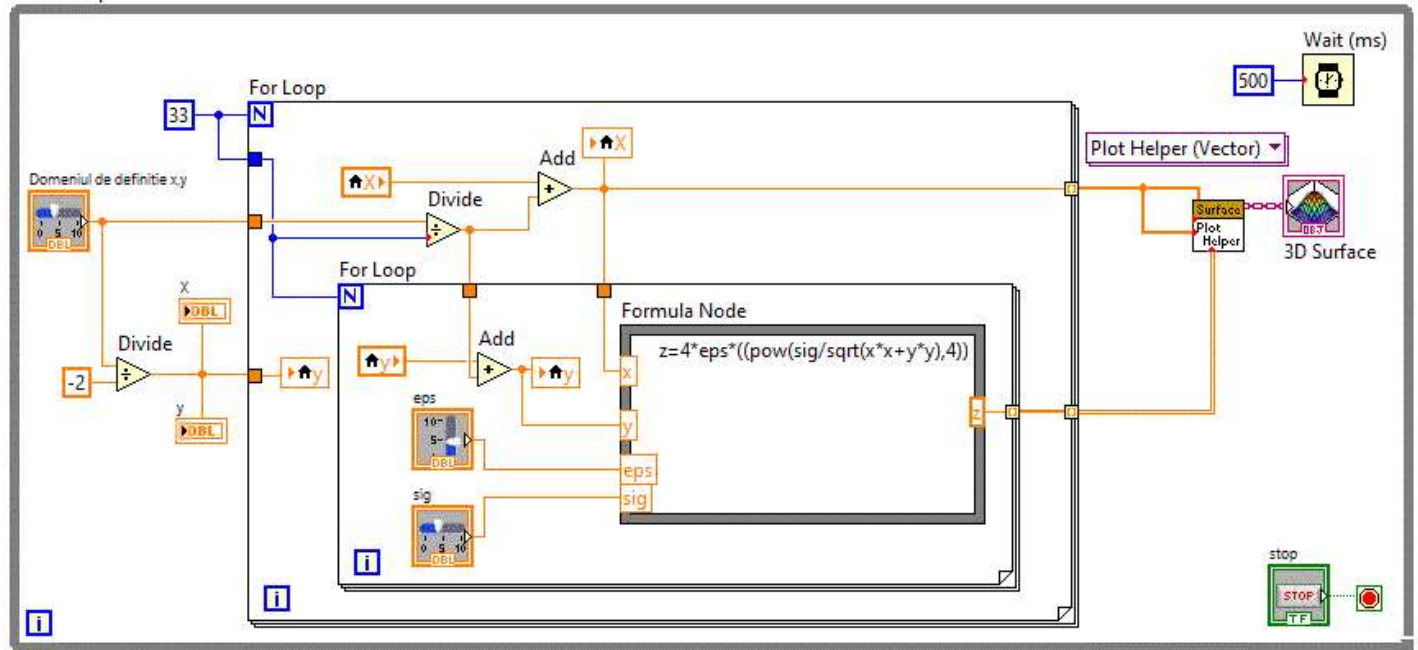 Wait (ms)
500
For Loop
33
N
Plot Helper (Vector)
X
Add
X
Domeniul de definitie x,y
Divide
0 5 10
DBL
Surface
Plot
Helper
OBJ
3D Surface
For Loop
N
X
DBL
Formula Node
z=4*eps*((pow(sig/sqrt(x*x+y*y),4))
Divide
Add
y
y
y
x
-2
eps
10
5
DBL
z
y
DBL
y
eps
sig
sig
0 5 10
DBL
i
stop
STOP
TF
i
i